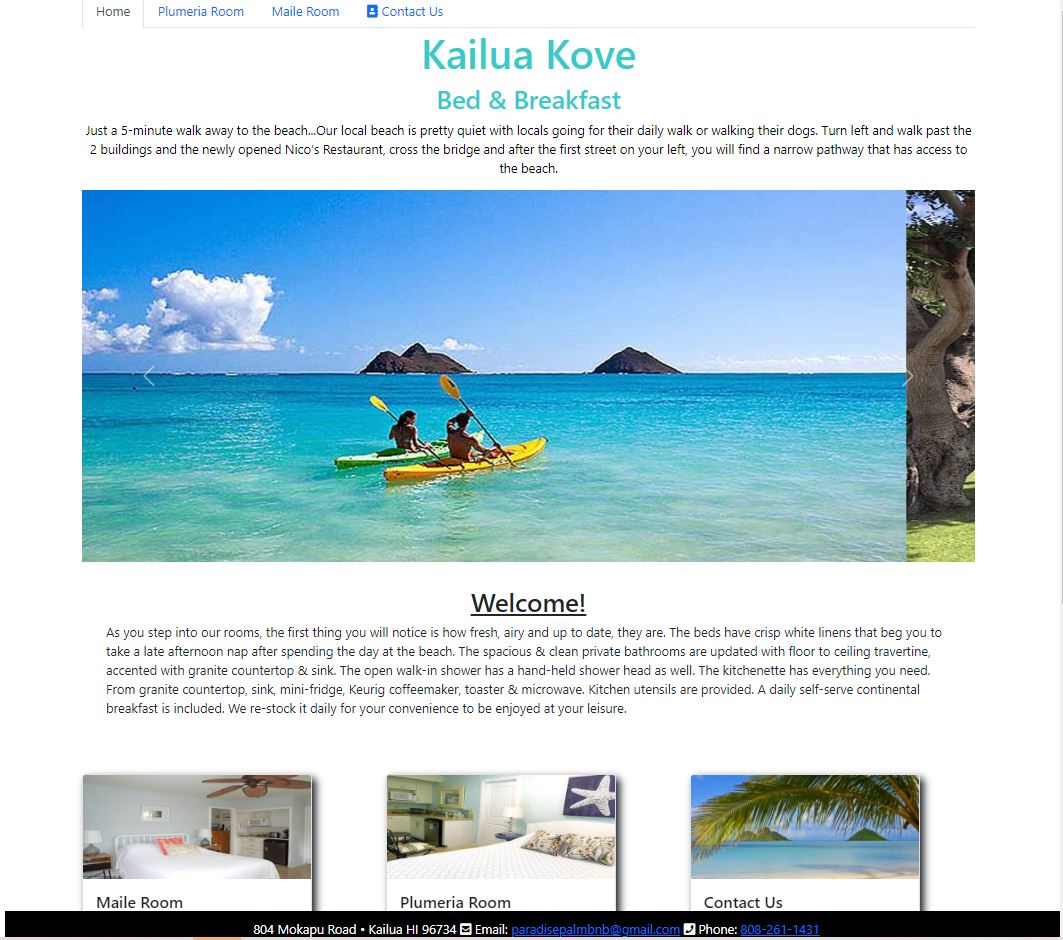 Home Plumeria Room Maile Room Contact Us
Kailua Kove
Bed & Breakfast
Just a 5-minute walk away to the beach...Our local beach is pretty quiet with locals going for their daily walk or walking their dogs. Turn left and walk past the
2 buildings and the newly opened Nico's Restaurant, cross the bridge and after the first street on your left, you will find a narrow pathway that has access to
the beach.
Welcome!
As you step into our rooms, the first thing you will notice is how fresh, airy and up to date, they are. The beds have crisp white linens that beg you to
take a late afternoon nap after spending the day at the beach. The spacious & clean private bathrooms are updated with floor to ceiling travertine,
accented with granite countertop & sink. The open walk-in shower has a hand-held shower head as well. The kitchenette has everything you need.
From granite countertop, sink, mini-fridge, Keurig coffeemaker, toaster & microwave. Kitchen utensils are provided. A daily self-serve continental
breakfast is included. We re-stock it daily for your convenience to be enjoyed at your leisure.
Maile Room Plumeria Room Contact Us
804 Mokapu Road • Kailua HI 96734 Email: paradisepalmbnb@gmail.com Phone: 808-261-1431